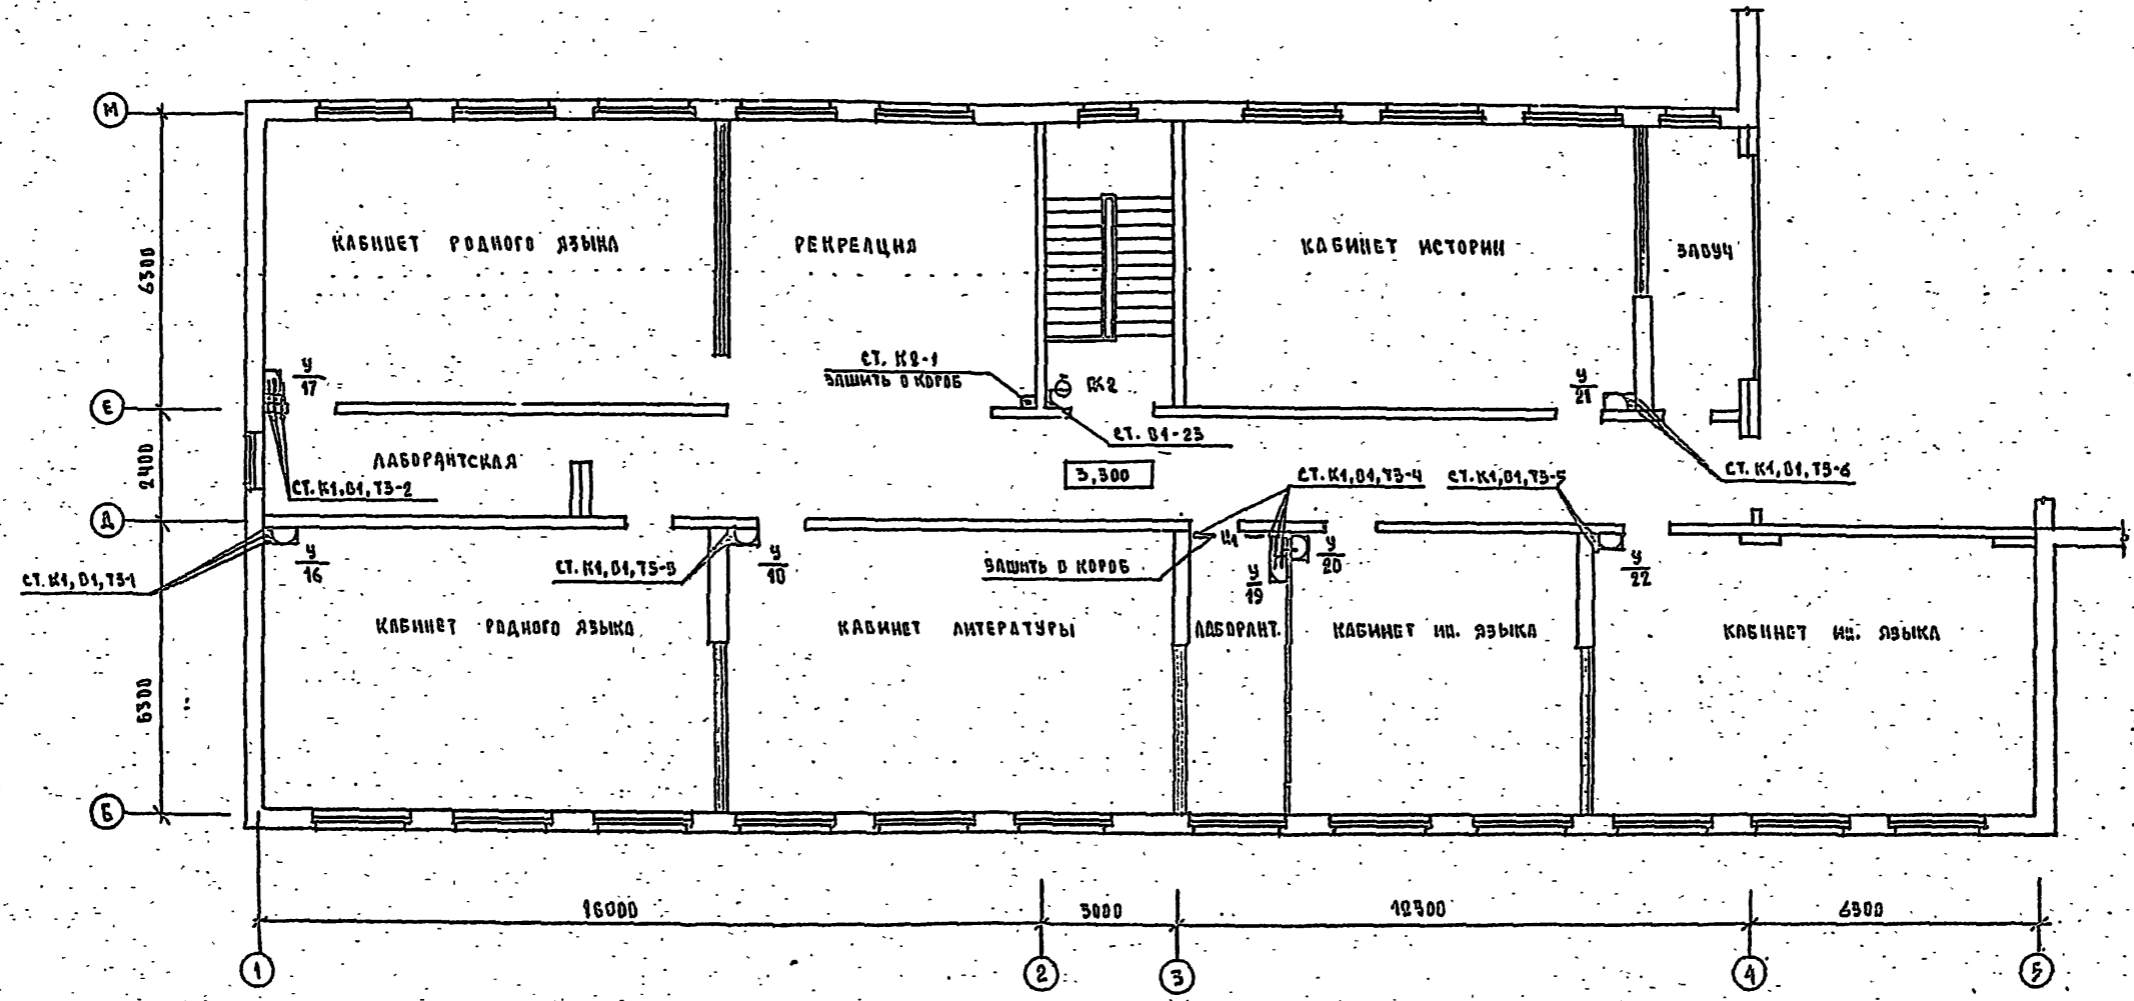 М
6300
КАБИНЕТ РОДНОГО ЯЗЫКА
РЕКРЕАЦИЯ
КАБИНЕТ ИСТОРИИ
ЗАВУЧ
У
17
СТ. К2-1
ЗАШИТЬ В КОРОБ
ПК2
У
21
Е
2400
ЛАБОРАНТСКАЯ
СТ. К1, В1, Т3-2
СТ. В1-23
3,300
СТ. К1, В1, Т3-4
СТ. К1, В1, Т3-5
СТ. К1, В1, Т3-6
Д
У
16
СТ. К1, В1, Т3-1
СТ. К1, В1, Т3-3
ЗАШИТЬ В КОРОБ
У
19
У
20
У
22
КАБИНЕТ РОДНОГО ЯЗЫКА
КАБИНЕТ ЛИТЕРАТУРЫ
ЛАБОРАНТ.
КАБИНЕТ ИН. ЯЗЫКА
КАБИНЕТ ИН. ЯЗЫКА
6300
Б
3000
6300
1
2
3
4
5